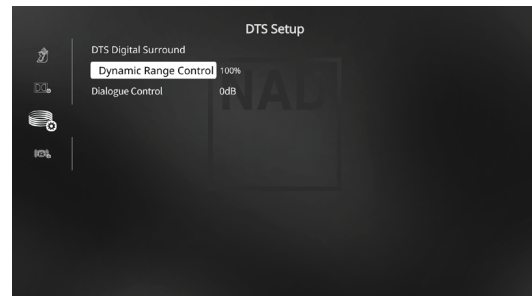 DTS Setup
DTS Digital Surround
Dynamic Range Control 100%
Dialogue Control 0dB
NAD